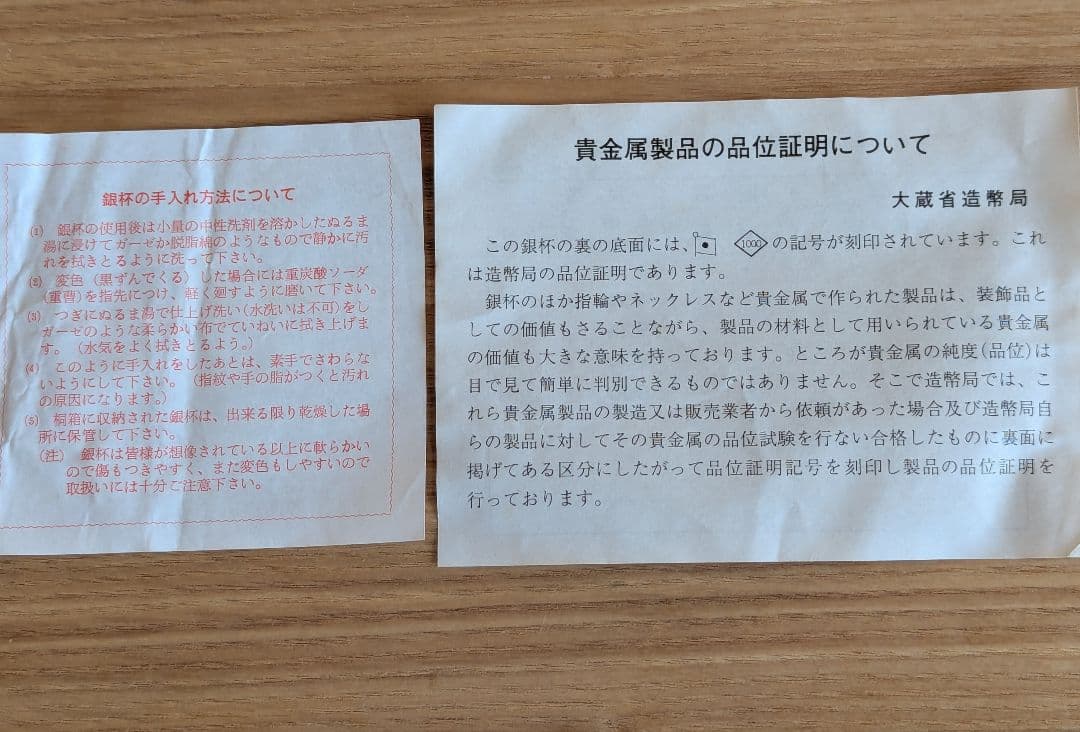 銀杯の手入れ方法について
(1) 銀杯の使用後は小量の中性洗剤を溶かしたぬるま
湯に浸けてガーゼか脱脂綿のようなもので静かに汚
れを拭きとるように洗って下さい。
(2) 変色（黒ずんでくる）した場合には重炭酸ソーダ
（重曹）を指先につけ、軽く廻すように磨いて下さい。
(3) つぎにぬるま湯で仕上げ洗い（水洗いは不可）をし
ガーゼのような柔らかい布でていねいに拭き上げま
す。（水気をよく拭きとるよう。）
(4) このように手入れをしたあとは、素手でさわらな
いようにして下さい。（指紋や手の脂がつくと汚れ
の原因になります。）
(5) 桐箱に収納された銀杯は、出来る限り乾燥した場
所に保管して下さい。
（注） 銀杯は皆様が想像されている以上に軟らかい
ので傷もつきやすく、また変色もしやすいので
取扱いには十分ご注意下さい。
貴金属製品の品位証明について
大蔵省造幣局
この銀杯の裏の底面には、 1000 の記号が刻印されています。これ
は造幣局の品位証明であります。
銀杯のほか指輪やネックレスなど貴金属で作られた製品は、装飾品と
しての価値もさることながら、製品の材料として用いられている貴金属
の価値も大きな意味を持っております。ところが貴金属の純度（品位）は
目で見て簡単に判別できるものではありません。そこで造幣局では、こ
れら貴金属製品の製造又は販売業者から依頼があった場合及び造幣局自
らの製品に対してその貴金属の品位試験を行ない合格したものに裏面に
掲げてある区分にしたがって品位証明記号を刻印し製品の品位証明を
行っております。